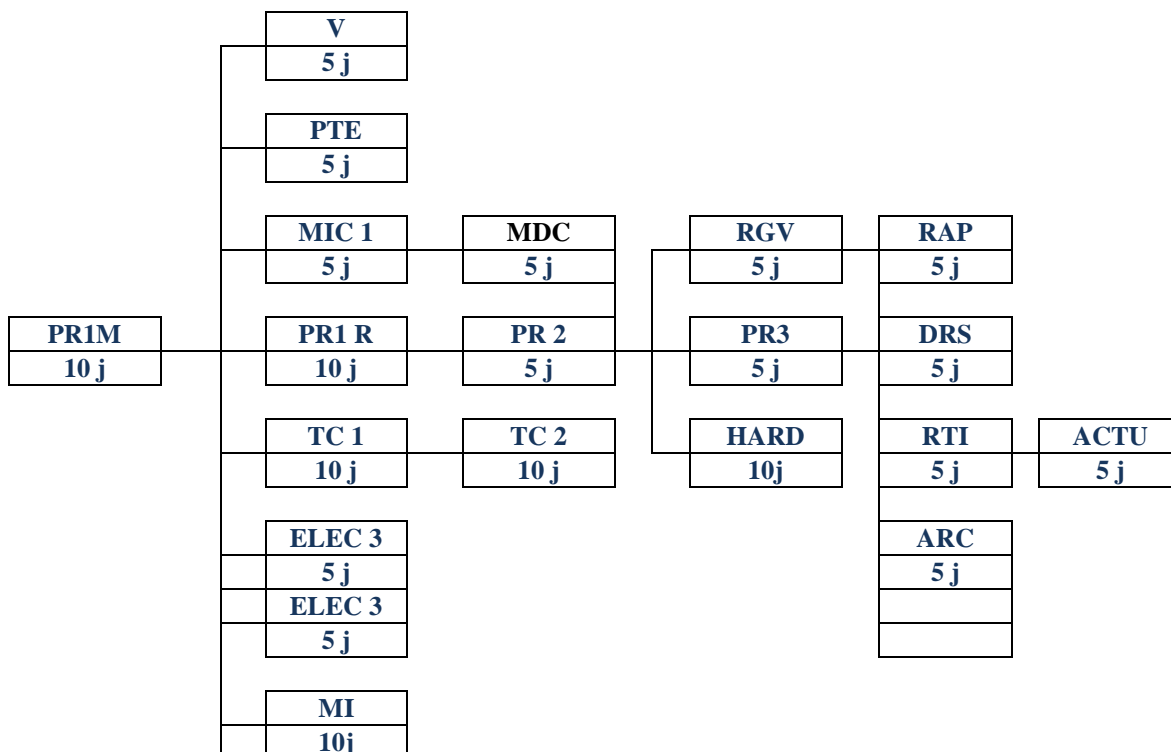 V
5 j
PTE
5 j
MIC 1
5 j
MDC
5 j
RGV
5 j
RAP
5 j
PR1M
10 j
PR1 R
10 j
PR 2
5 j
PR3
5 j
DRS
5 j
TC 1
10 j
TC 2
10 j
HARD
10j
RTI
5 j
ACTU
5 j
ELEC 3
5 j
ELEC 3
5 j
ARC
5 j
MI
10j